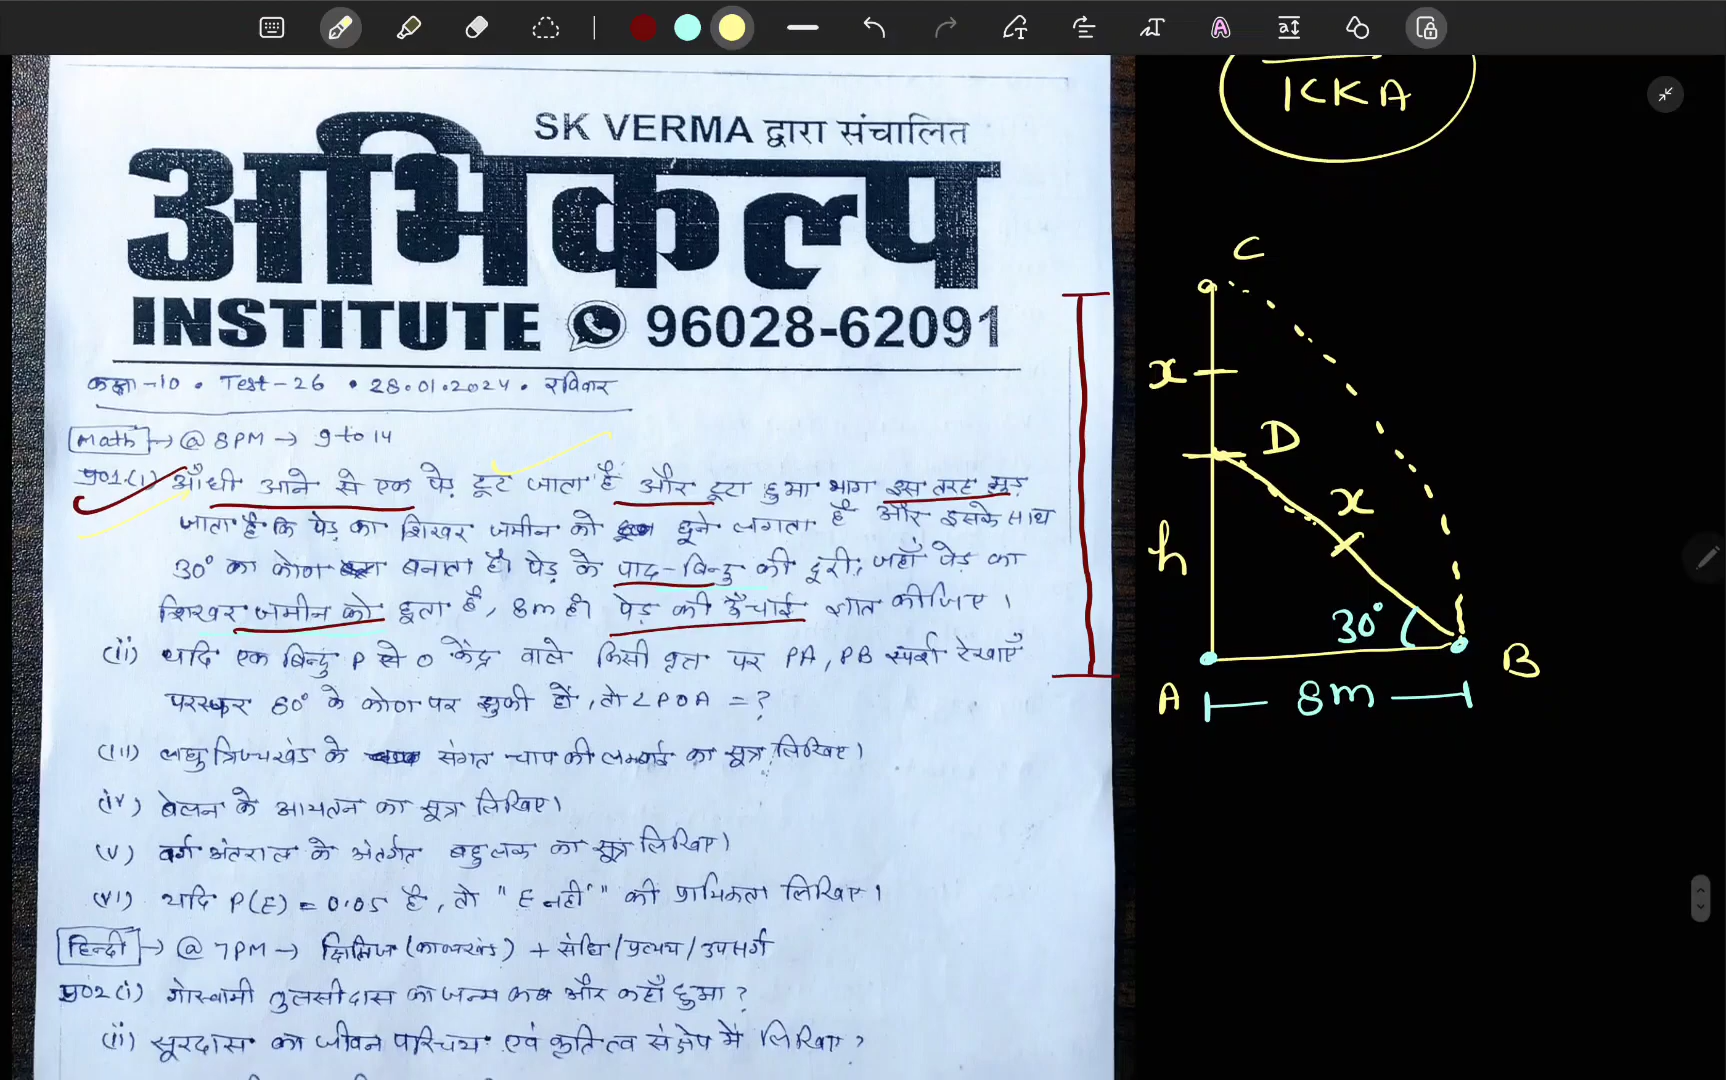 KKA
SK VERMA द्वारा संचालित
अभिकल्प
INSTITUTE 96028-62091
कक्षा -10 • Test-26 • 28.01.2024 • रविवार
Math → @ 8PM → 9 to 14
प्र01.(i) आँधी आने से एक पेड़ टूट जाता है और टूटा हुआ भाग इस तरह मुड़
जाता है कि पेड़ का शिखर जमीन को छूने लगता है और इसके साथ
30° का कोण बनाता है। पेड़ के पाद-बिन्दु की दूरी, जहाँ पेड़ का
शिखर जमीन को छूता है, 8m है। पेड़ की ऊँचाई ज्ञात कीजिए।
(ii) यदि एक बिन्दु P से O केंद्र वाले किसी वृत्त पर PA, PB स्पर्श रेखाएँ
परस्पर 80° के कोण पर झुकी हों, तो ∠POA = ?
(iii) लघु त्रिज्यखंड के संगत चाप की लम्बाई का सूत्र लिखिए।
(iv) बेलन के आयतन का सूत्र लिखिए।
(v) वर्ग अंतराल के अंतर्गत बहुलक का सूत्र लिखिए।
(vi) यदि P(E) = 0.05 है, तो "E नहीं" की प्रायिकता लिखिए।
हिन्दी → @ 7PM → क्षितिज (काव्यखंड) + संधि/प्रत्यय/उपसर्ग
प्र02(i) गोस्वामी तुलसीदास का जन्म कब और कहाँ हुआ?
(ii) सूरदास का जीवन परिचय एवं कृतित्व संक्षेप में लिखिए?
C
x
D
x
h
30°
B
A
8m